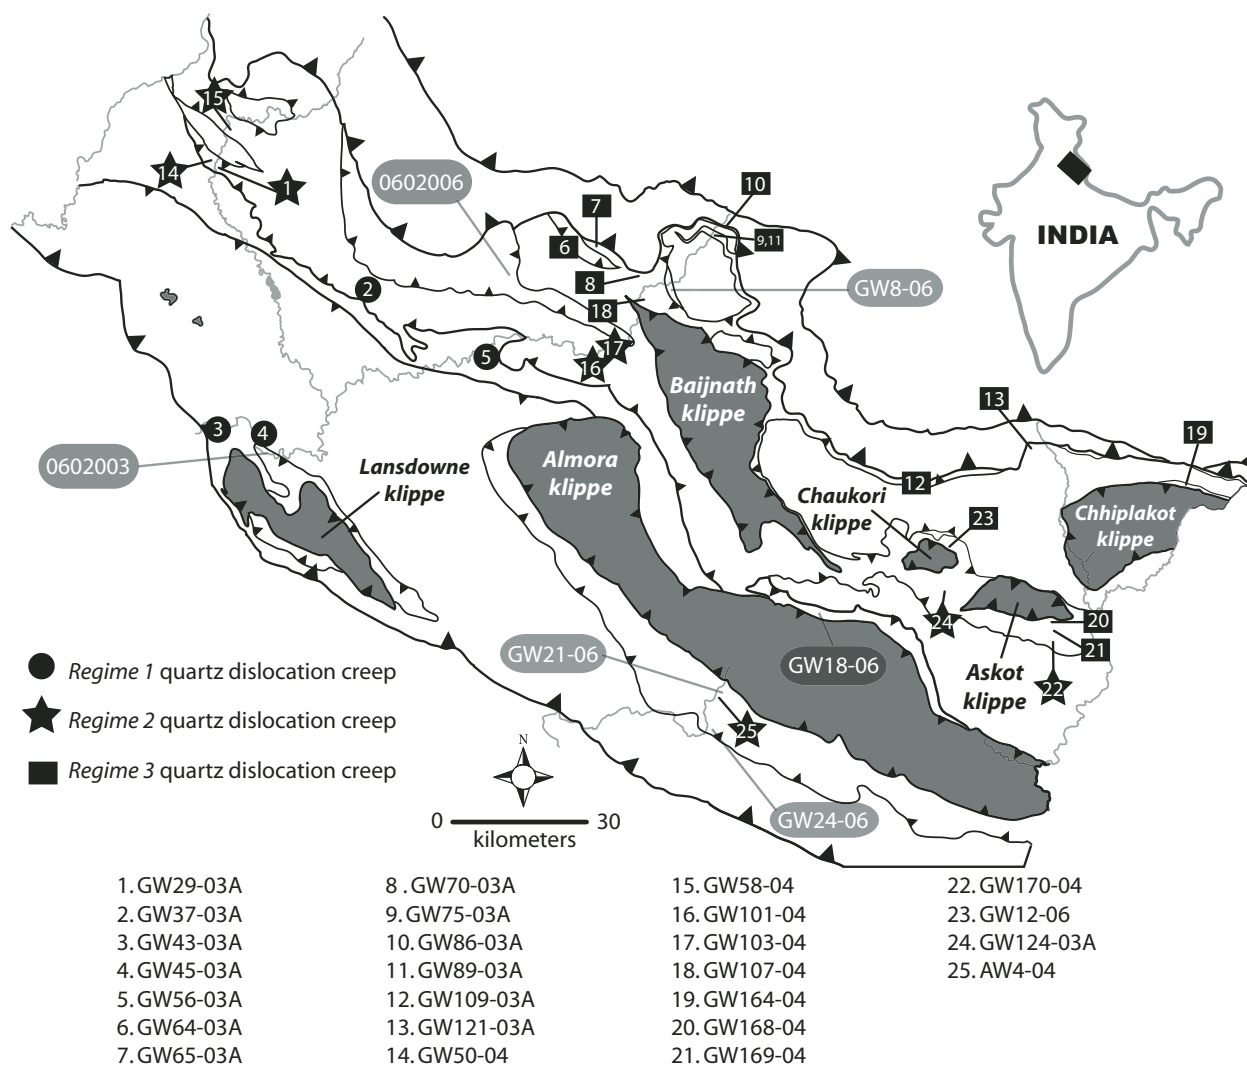 15
14
1
0602006
10
7
6
9,11
8
18
GW8-06
INDIA
2
17
16
5
Baijnath
klippe
13
19
3
4
0602003
Lansdowne
klippe
Almora
klippe
12
Chaukori
klippe
23
Chhiplakot
klippe
24
20
21
22
Askot
klippe
GW21-06
GW18-06
25
GW24-06
Regime 1 quartz dislocation creep
Regime 2 quartz dislocation creep
Regime 3 quartz dislocation creep
N
0 30
kilometers
1. GW29-03A
2. GW37-03A
3. GW43-03A
4. GW45-03A
5. GW56-03A
6. GW64-03A
7. GW65-03A
8 . GW70-03A
9. GW75-03A
10. GW86-03A
11. GW89-03A
12. GW109-03A
13. GW121-03A
14. GW50-04
15. GW58-04
16. GW101-04
17. GW103-04
18. GW107-04
19. GW164-04
20. GW168-04
21. GW169-04
22. GW170-04
23. GW12-06
24. GW124-03A
25. AW4-04